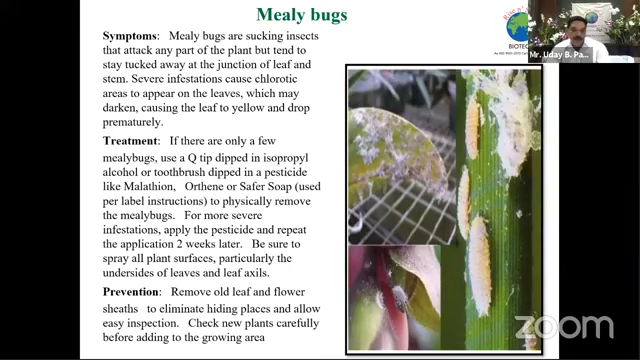 Mealy bugs
Symptoms: Mealy bugs are sucking insects
that attack any part of the plant but tend to
stay tucked away at the junction of leaf and
stem. Severe infestations cause chlorotic
areas to appear on the leaves, which may
darken, causing the leaf to yellow and drop
prematurely.
Treatment: If there are only a few
mealybugs, use a Q tip dipped in isopropyl
alcohol or toothbrush dipped in a pesticide
like Malathion, Orthene or Safer Soap (used
per label instructions) to physically remove
the mealybugs. For more severe
infestations, apply the pesticide and repeat
the application 2 weeks later. Be sure to
spray all plant surfaces, particularly the
undersides of leaves and leaf axils.
Prevention: Remove old leaf and flower
sheaths to eliminate hiding places and allow
easy inspection. Check new plants carefully
before adding to the growing area
BIOTEC
Mr. Uday B. Pa...
zoom